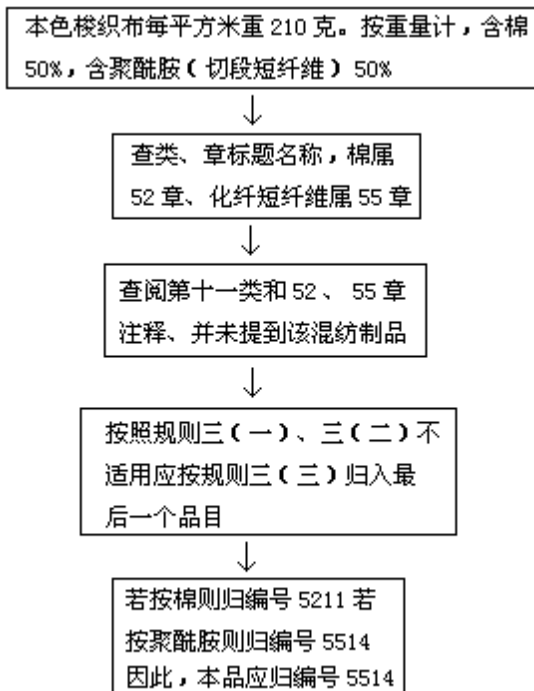 本色梭织布每平方米重 210 克。按重量计，含棉
50%，含聚酰胺（切段短纤维）50%
查类、章标题名称，棉属
52 章、化纤短纤维属 55 章
查阅第十一类和 52、 55 章
注释、并未提到该混纺制品
按照规则三（一）、三（二）不
适用应按规则三（三）归入最
后一个品目
若按棉则归编号 5211 若
按聚酰胺则归编号 5514
因此，本品应归编号 5514